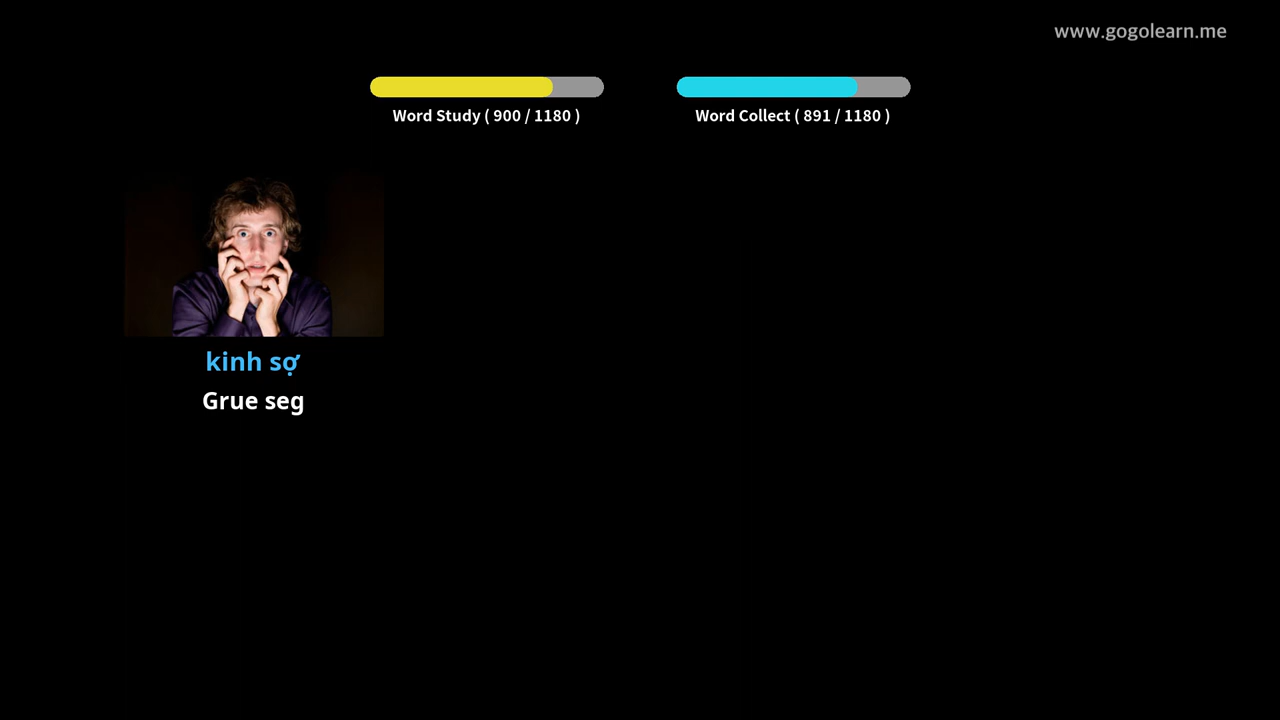 www.gogolearn.me
Word Study ( 900 / 1180 )
Word Collect ( 891 / 1180 )
kinh sợ
Grue seg